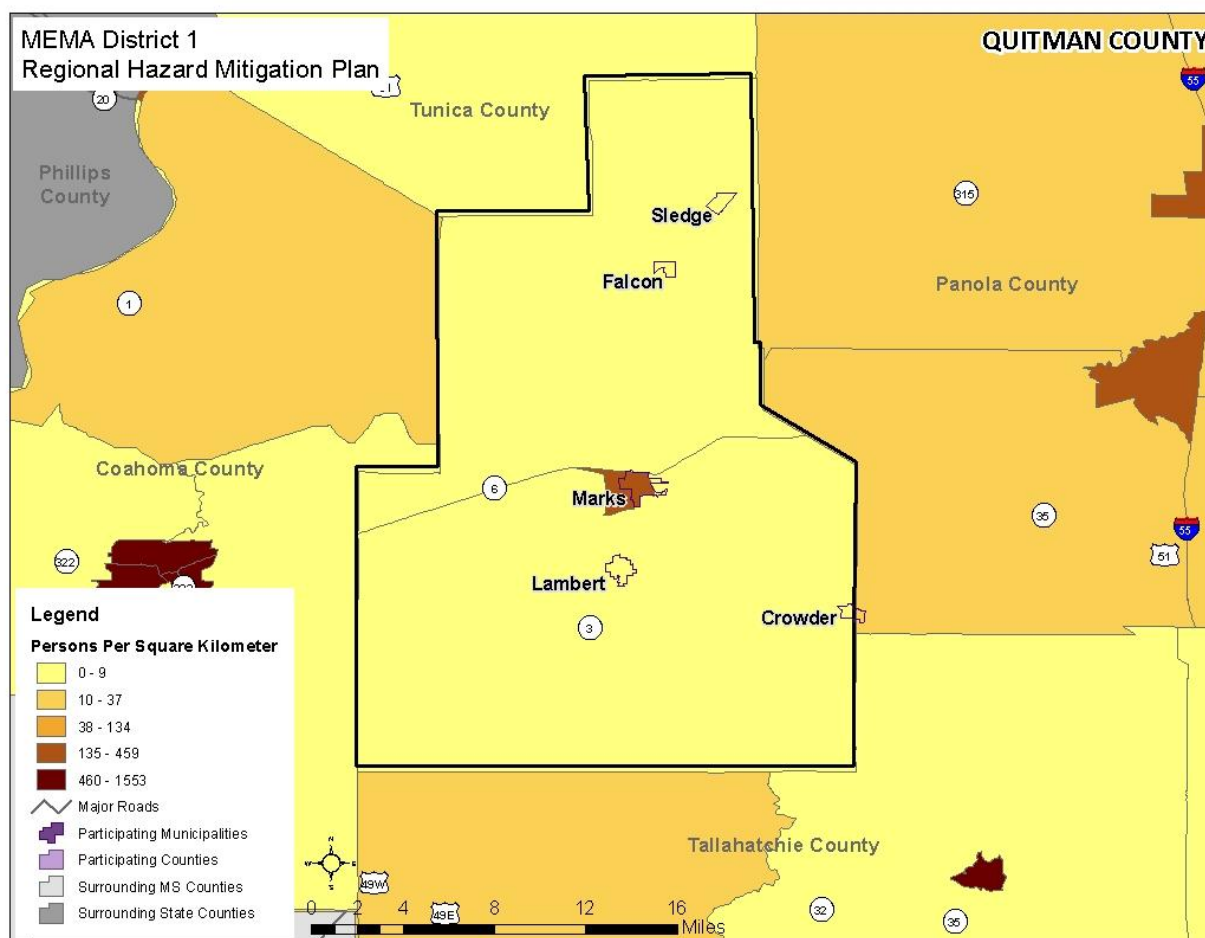 MEMA District 1
Regional Hazard Mitigation Plan
QUITMAN COUNTY
20
55
Tunica County
Phillips
County
315
Sledge
Falcon
Panola County
1
Coahoma County
6
Marks
35
55
51
322
Lambert
Crowder
3
Legend
Persons Per Square Kilometer
0 - 9
10 - 37
38 - 134
135 - 459
460 - 1553
Major Roads
Participating Municipalities
Participating Counties
Surrounding MS Counties
Surrounding State Counties
N
W
E
S
Tallahatchie County
49W
49E
32
35
0 2 4 8 12 16
Miles